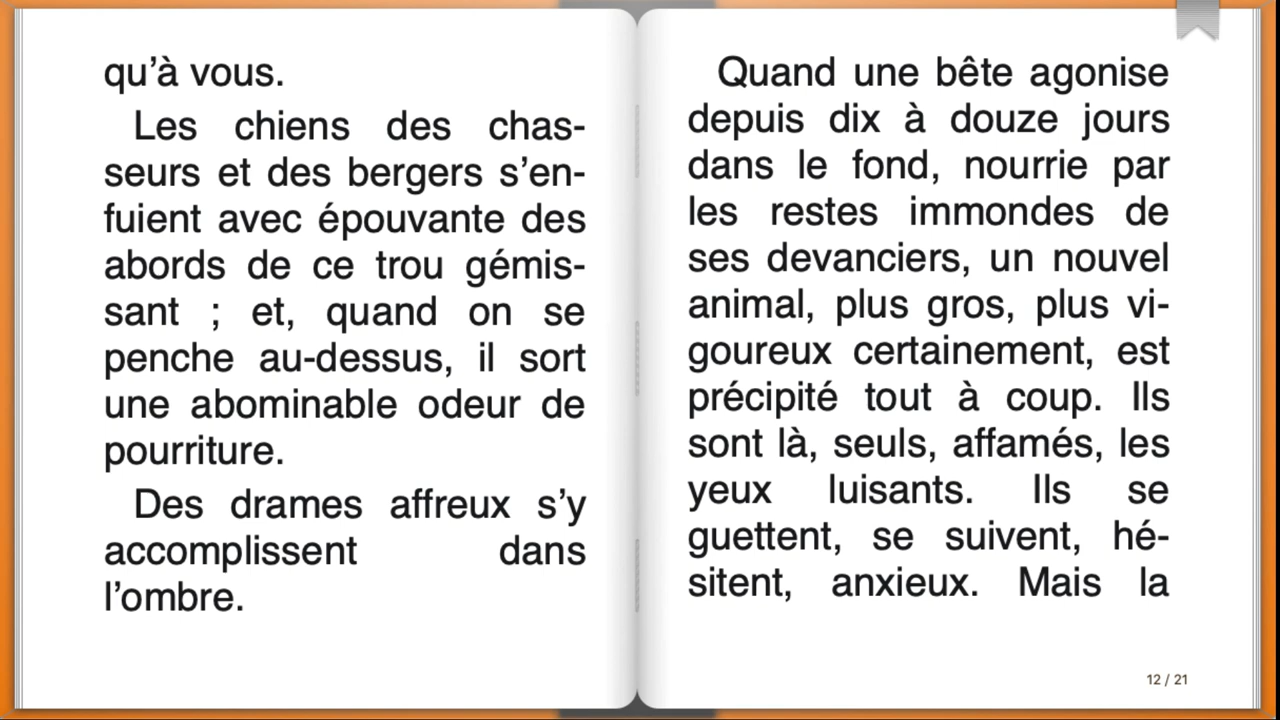 qu’à vous.
Les chiens des chas-
seurs et des bergers s’en-
fuient avec épouvante des
abords de ce trou gémis-
sant ; et, quand on se
penche au-dessus, il sort
une abominable odeur de
pourriture.
Des drames affreux s’y
accomplissent dans
l’ombre.
Quand une bête agonise
depuis dix à douze jours
dans le fond, nourrie par
les restes immondes de
ses devanciers, un nouvel
animal, plus gros, plus vi-
goureux certainement, est
précipité tout à coup. Ils
sont là, seuls, affamés, les
yeux luisants. Ils se
guettent, se suivent, hé-
sitent, anxieux. Mais la
12 / 21